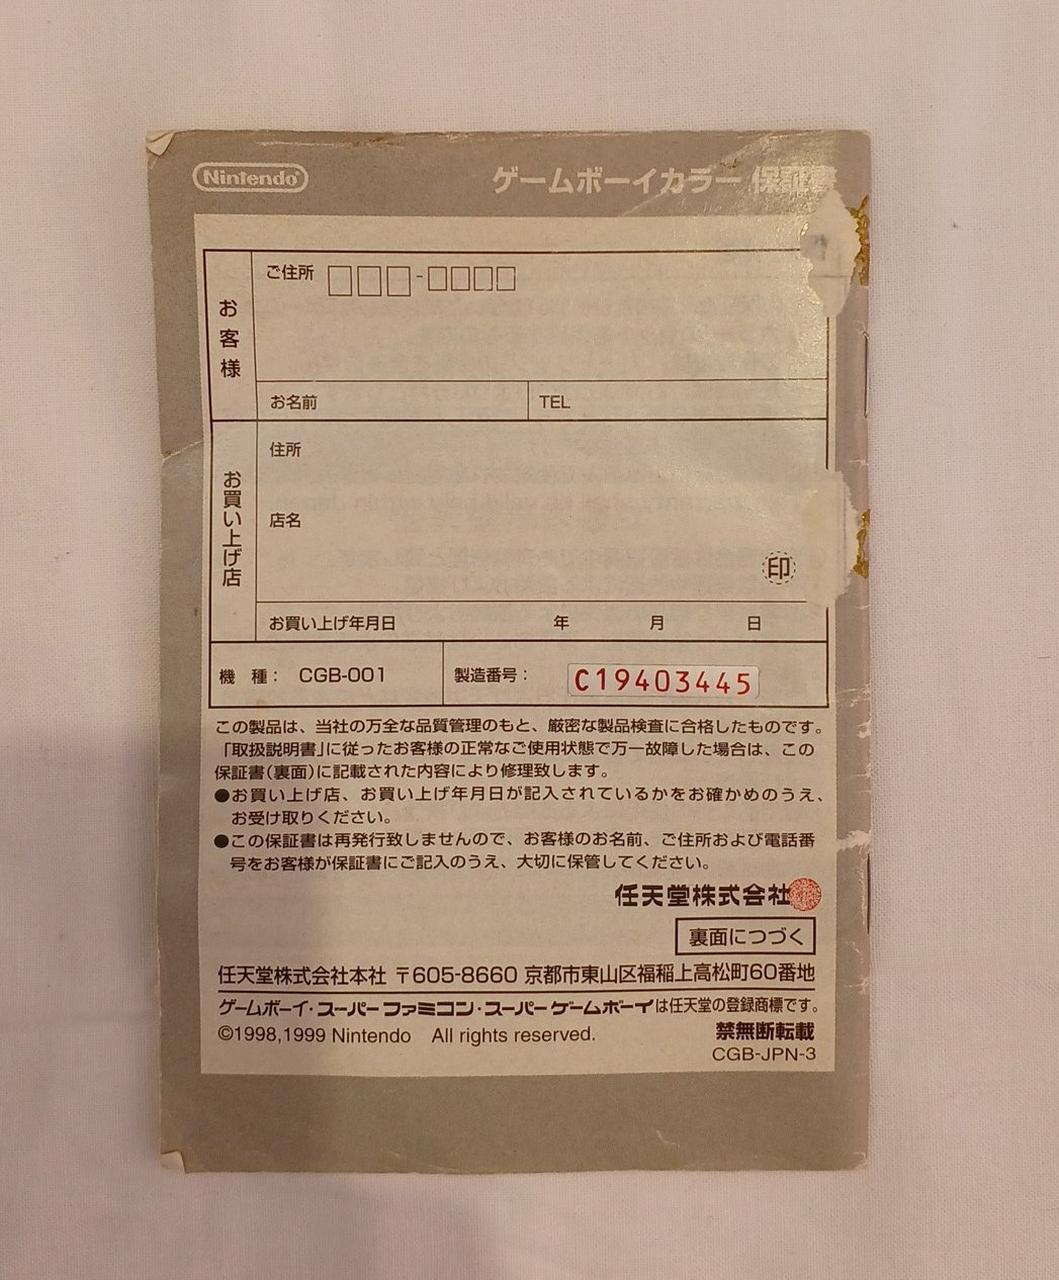 Nintendo
ゲームボーイカラー 保証書
お客様
ご住所 □□□-□□□□
お名前
TEL
お買い上げ店
住所
店名
印
お買い上げ年月日 年 月 日
機 種： CGB-001
製造番号： C19403445
この製品は、当社の万全な品質管理のもと、厳密な製品検査に合格したものです。
「取扱説明書」に従ったお客様の正常なご使用状態で万一故障した場合は、この
保証書（裏面）に記載された内容により修理致します。
●お買い上げ店、お買い上げ年月日が記入されているかをお確かめのうえ、
お受け取りください。
●この保証書は再発行致しませんので、お客様のお名前、ご住所および電話番
号をお客様が保証書にご記入のうえ、大切に保管してください。
任天堂株式会社
裏面につづく
任天堂株式会社本社 〒605-8660 京都市東山区福稲上高松町60番地
ゲームボーイ・スーパーファミコン・スーパーゲームボーイは任天堂の登録商標です。
©1998,1999 Nintendo All rights reserved.
禁無断転載
CGB-JPN-3